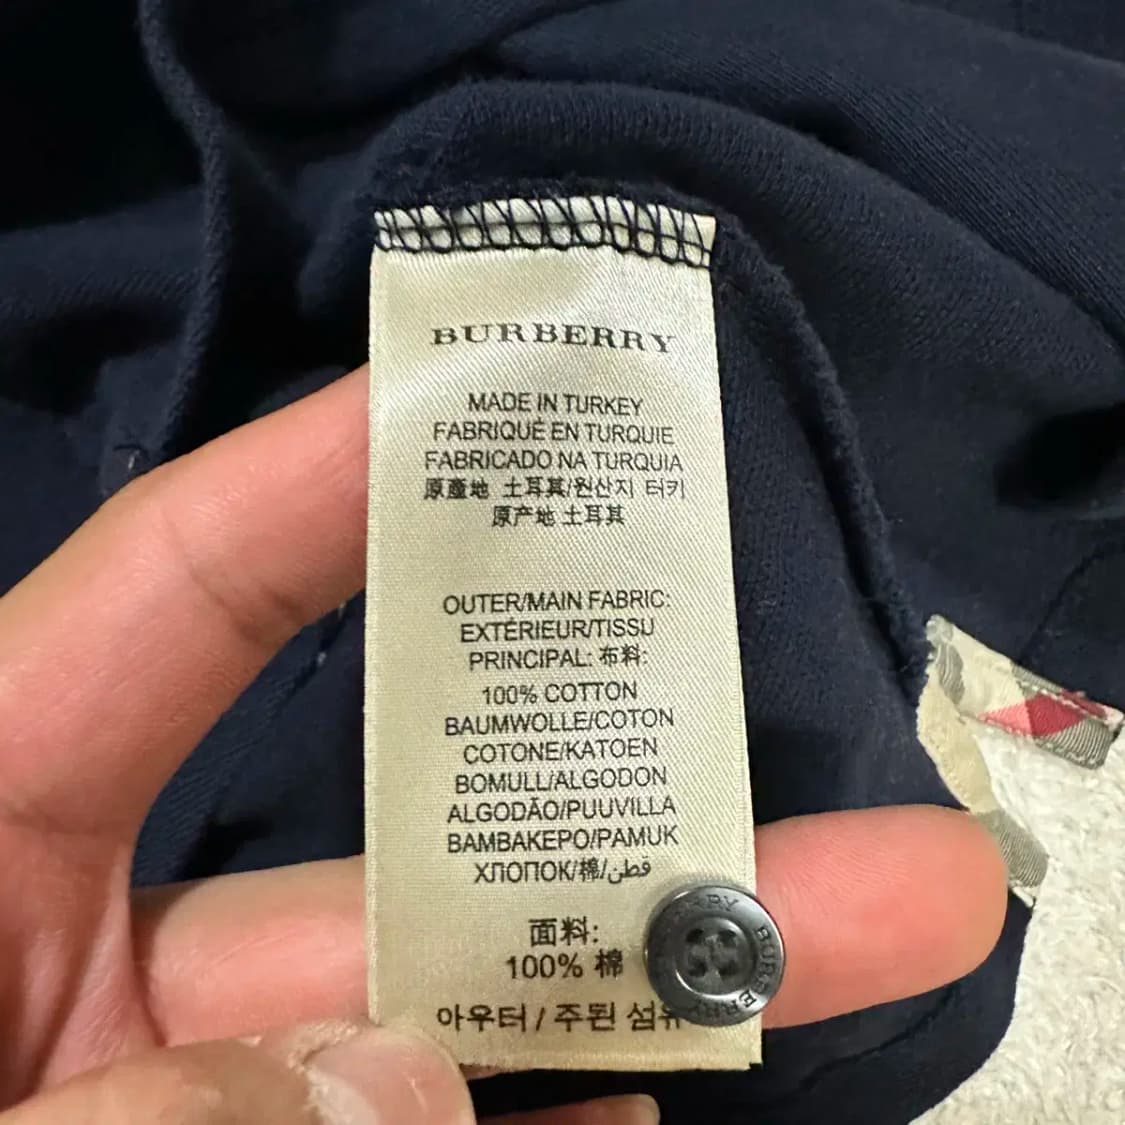 BURBERRY
MADE IN TURKEY
FABRIQUÉ EN TURQUIE
FABRICADO NA TURQUIA
原產地 土耳其/원산지 터키
原产地 土耳其
OUTER/MAIN FABRIC:
EXTÉRIEUR/TISSU
PRINCIPAL: 布料:
100% COTTON
BAUMWOLLE/COTON
COTONE/KATOEN
BOMULL/ALGODON
ALGODÃO/PUUVILLA
ΒΑΜΒΑΚΕΡΟ/PAMUK
ХЛОПОК/棉/قطن
面料:
100% 棉
BURBERRY
아우터 / 주된 섬유